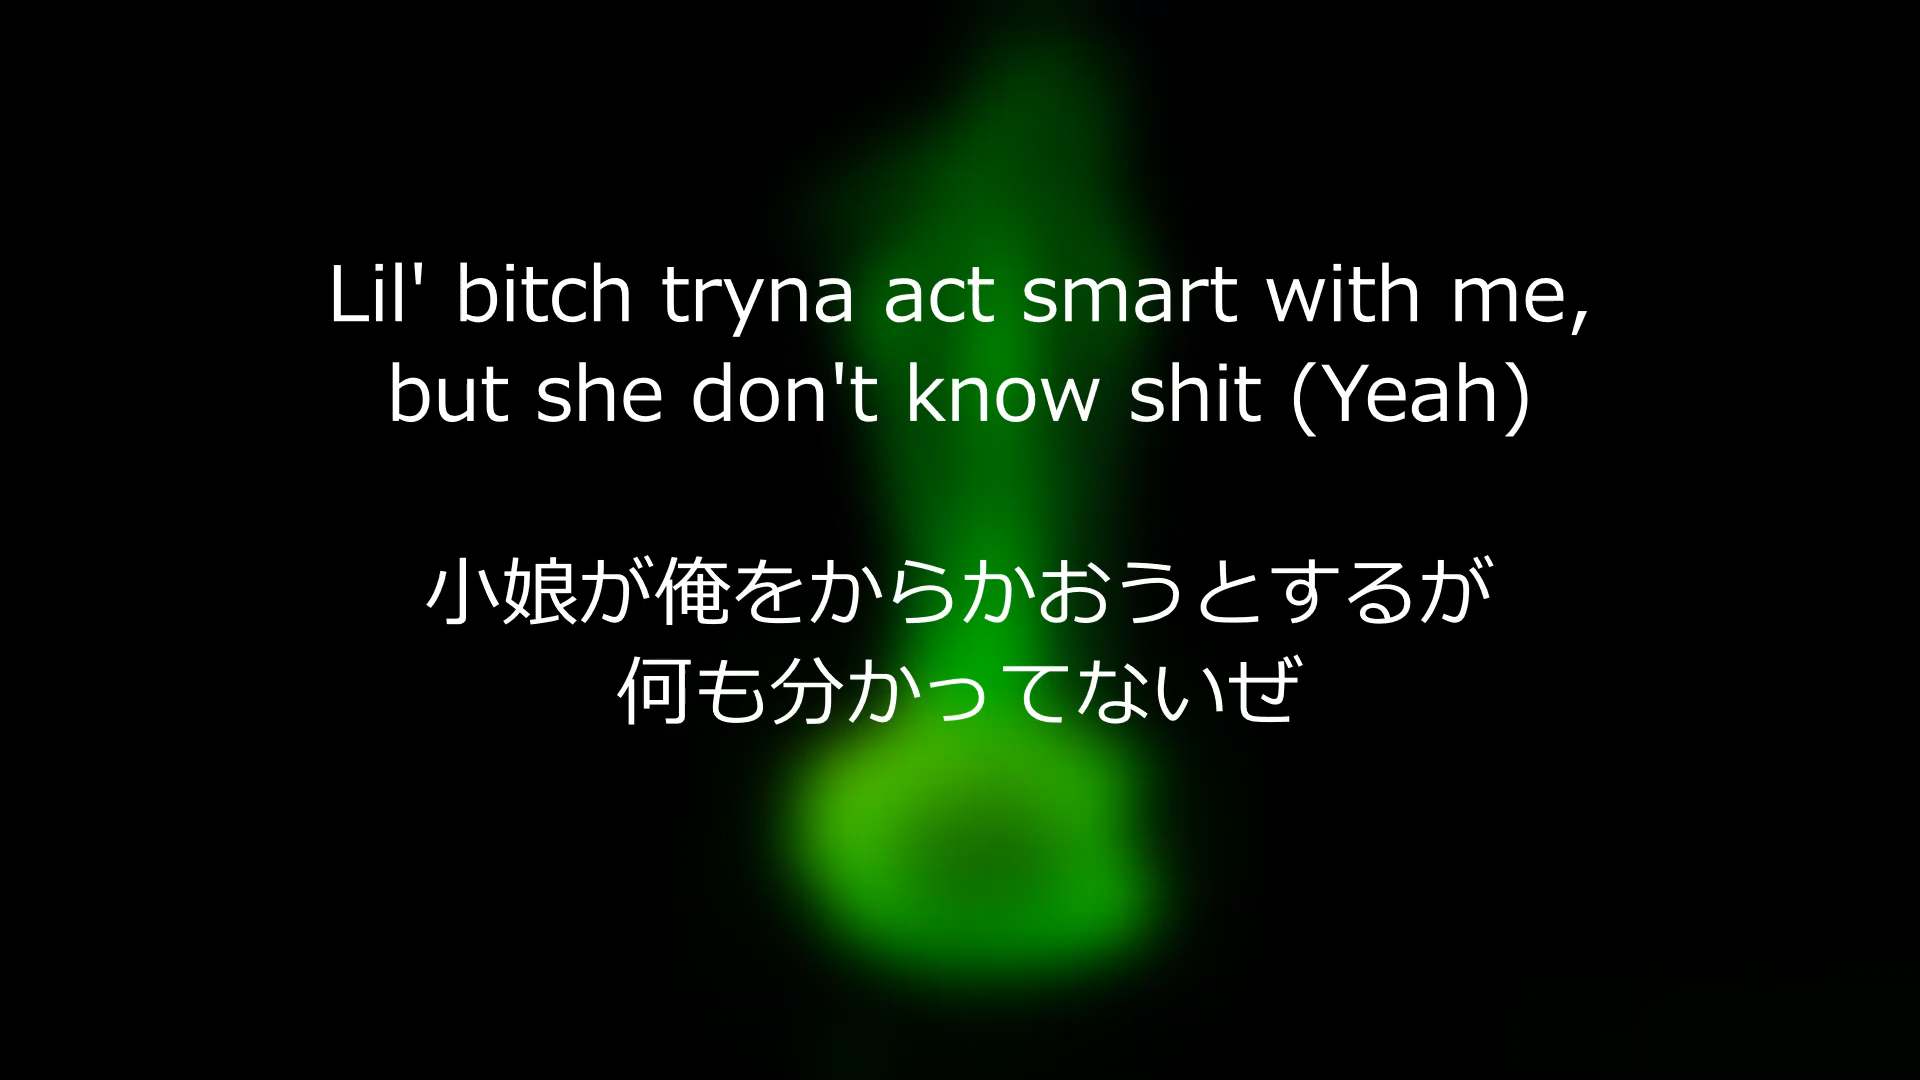 Lil' bitch tryna act smart with me,
but she don't know shit (Yeah)
小娘が俺をからかおうとするが
何も分かってないぜ